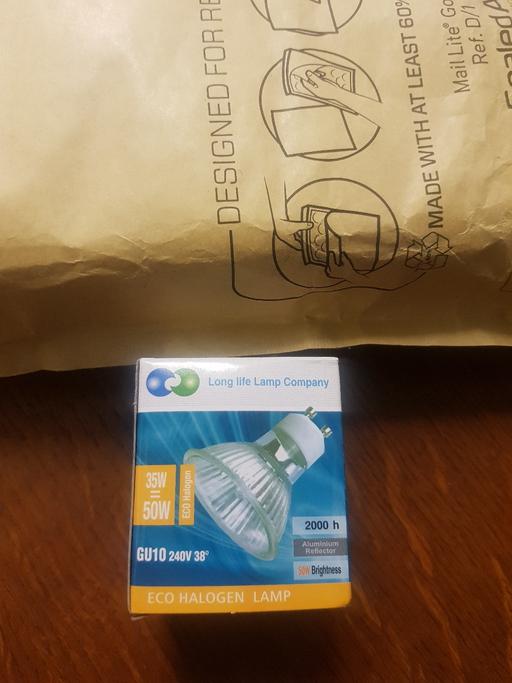 DESIGNED FOR RE
MADE WITH AT LEAST 60%
Mail Lite® Go
Ref. D/1
Long life Lamp Company
35W
=
50W
ECO Halogen
GU10 240V 38°
2000 h
Aluminium
Reflector
50W Brightness
ECO HALOGEN LAMP